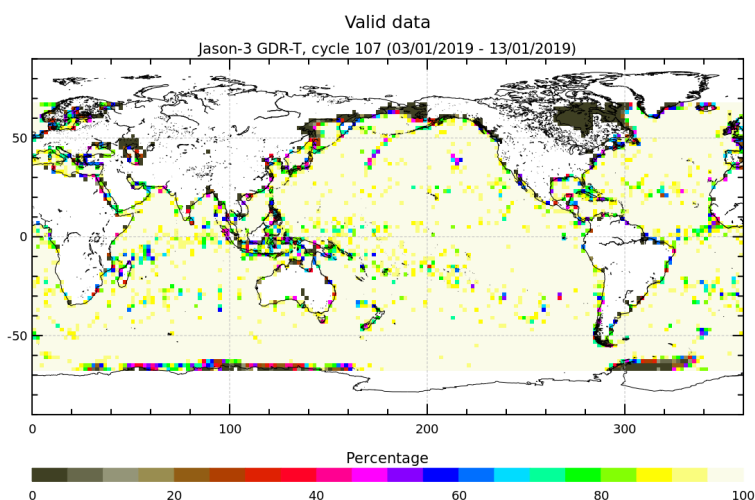 Valid data
Jason-3 GDR-T, cycle 107 (03/01/2019 - 13/01/2019)
50
0
-50
0 100 200 300
Percentage
0 20 40 60 80 100